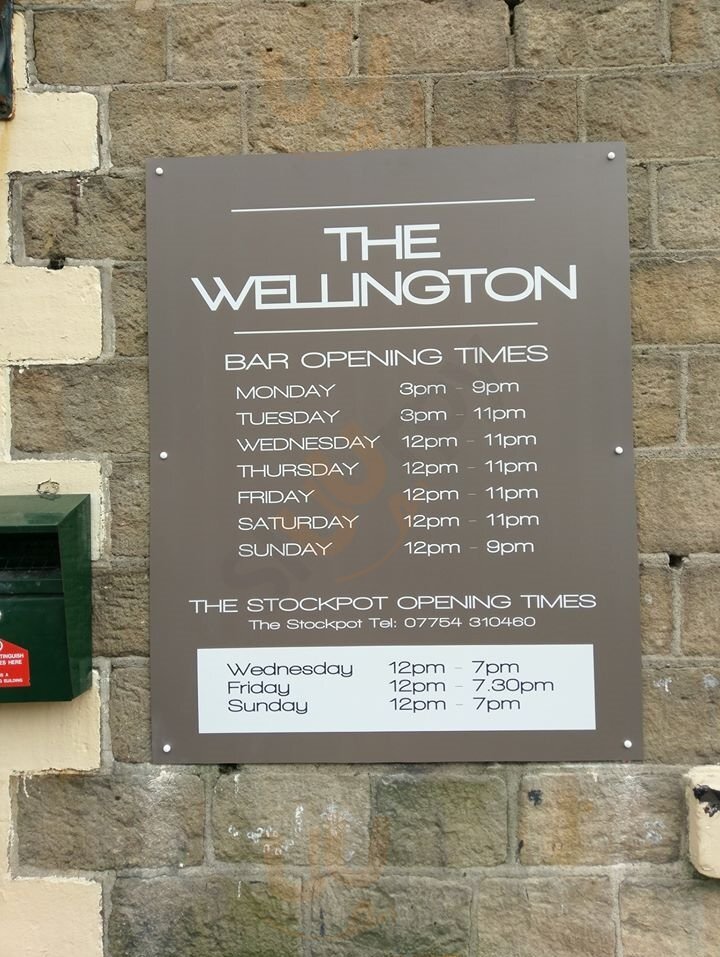 THE
WELLINGTON
BAR OPENING TIMES
MONDAY 3pm - 9pm
TUESDAY 3pm - 11pm
WEDNESDAY 12pm - 11pm
THURSDAY 12pm - 11pm
FRIDAY 12pm - 11pm
SATURDAY 12pm - 11pm
SUNDAY 12pm - 9pm
THE STOCKPOT OPENING TIMES
The Stockpot Tel: 07754 310460
Wednesday 12pm - 7pm
Friday 12pm - 7.30pm
Sunday 12pm - 7pm